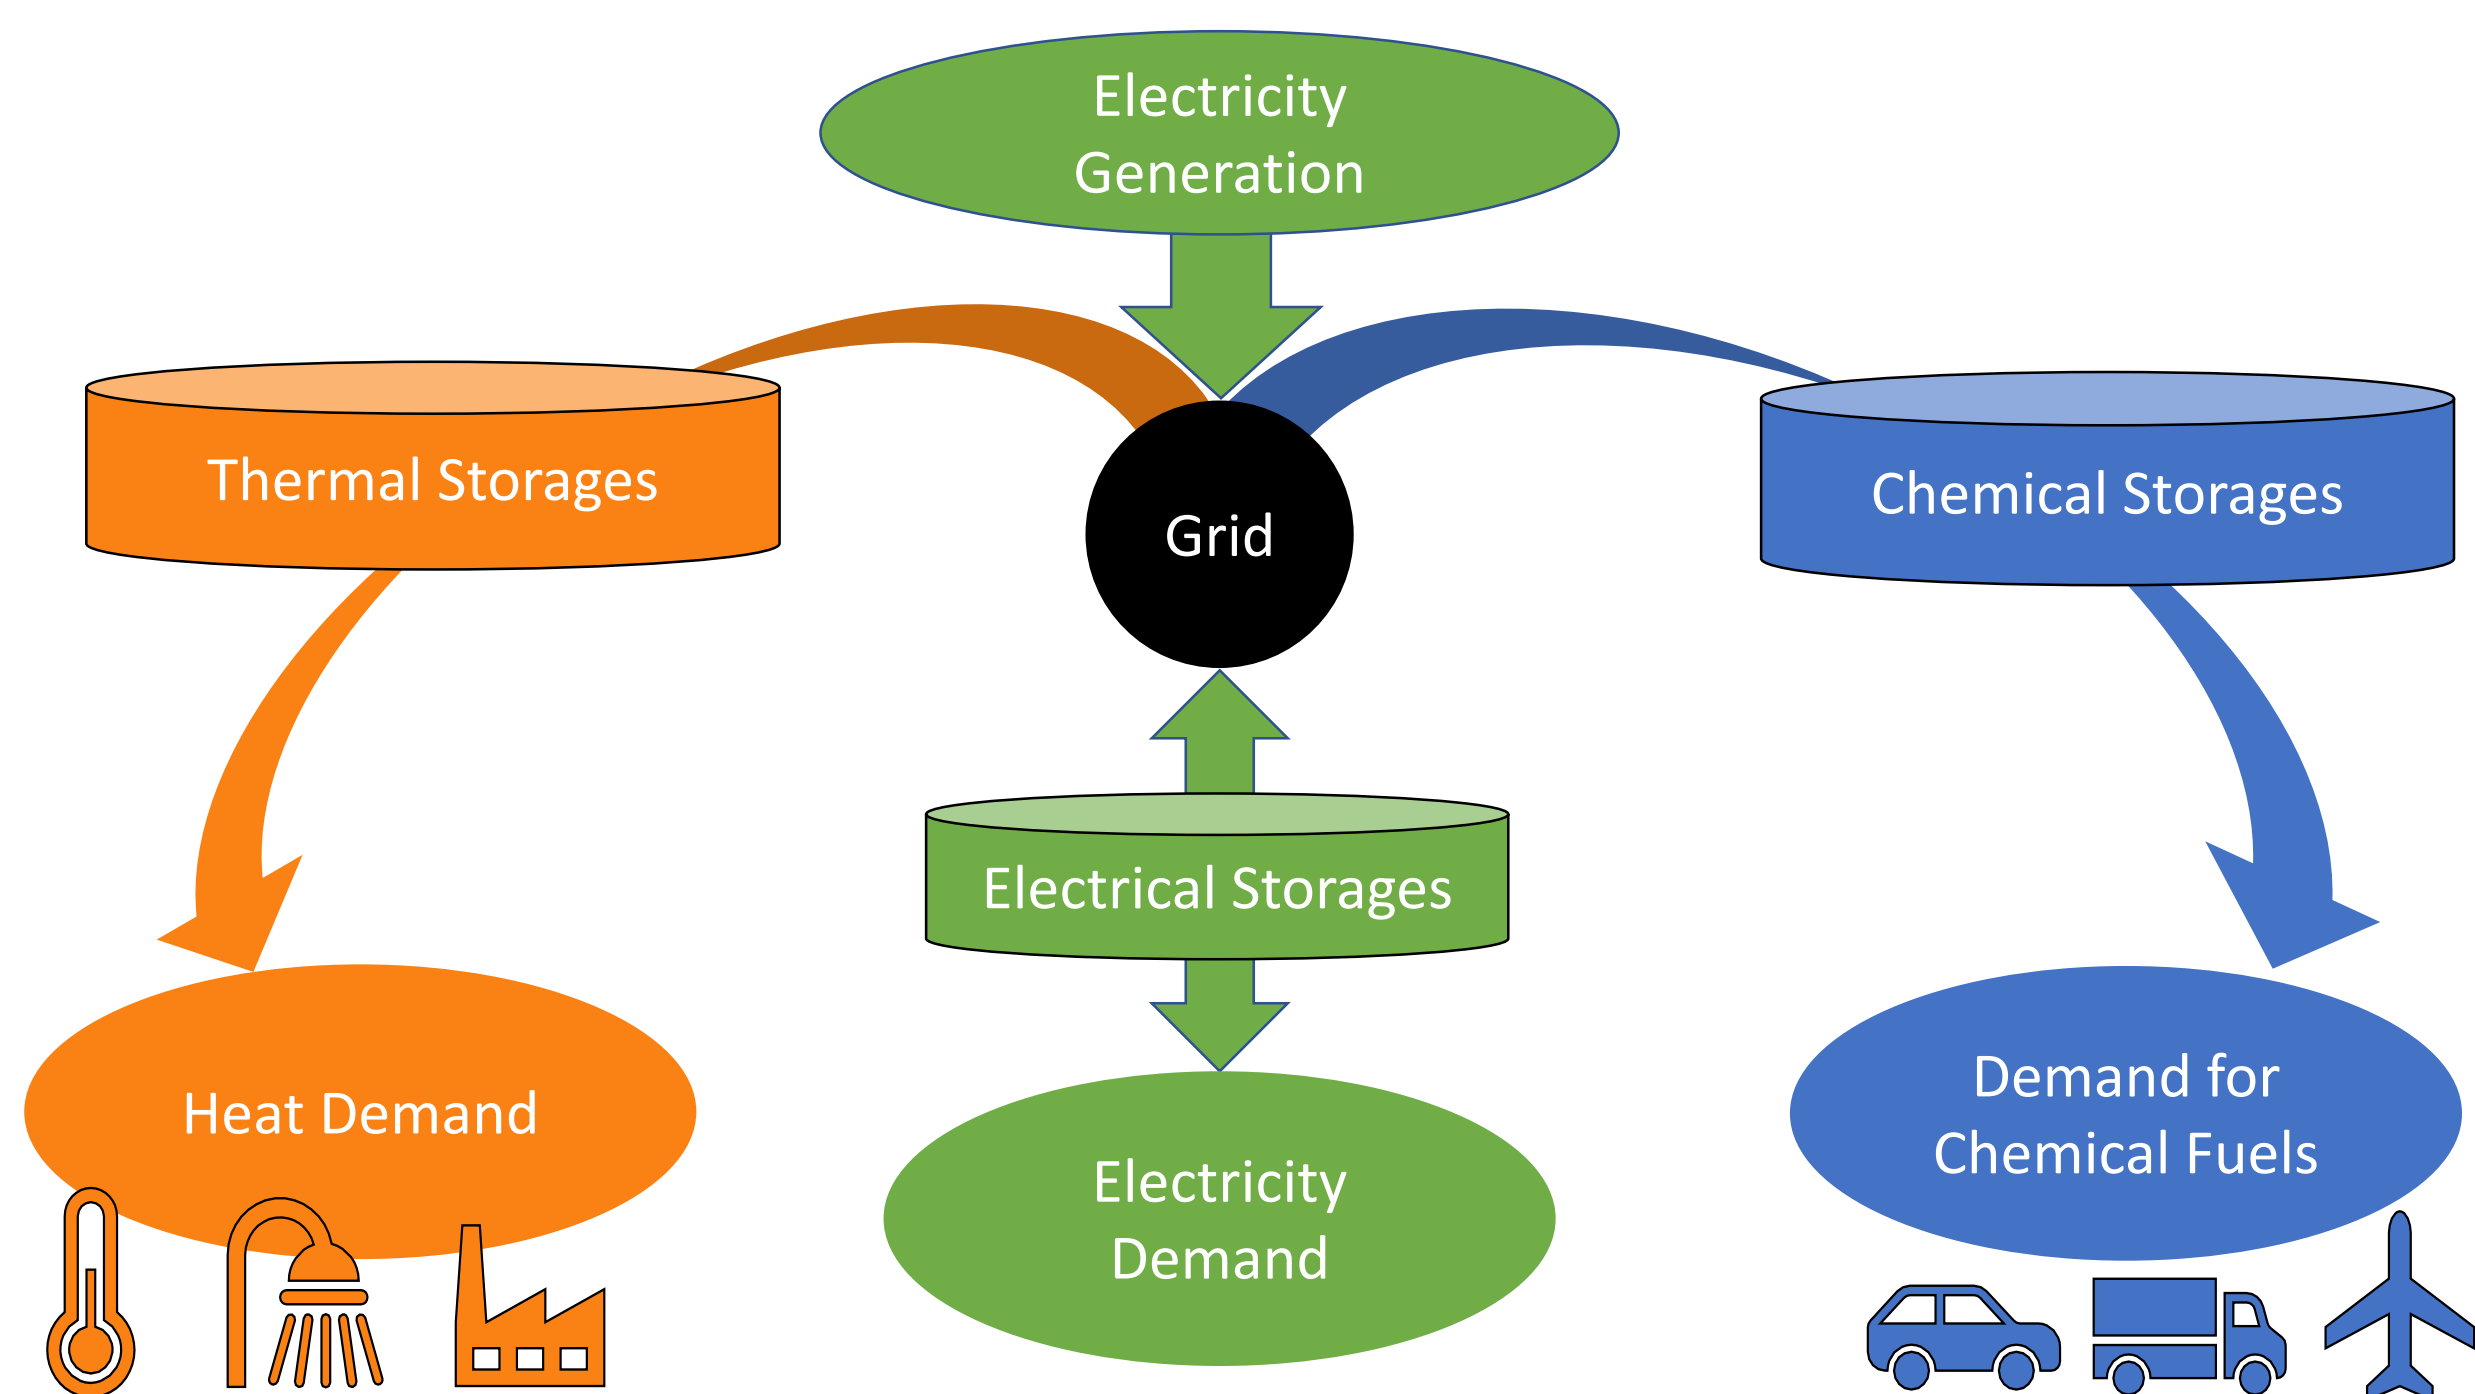 Electricity
Generation
Thermal Storages
Chemical Storages
Grid
Electrical Storages
Heat Demand
Demand for
Chemical Fuels
Electricity
Demand